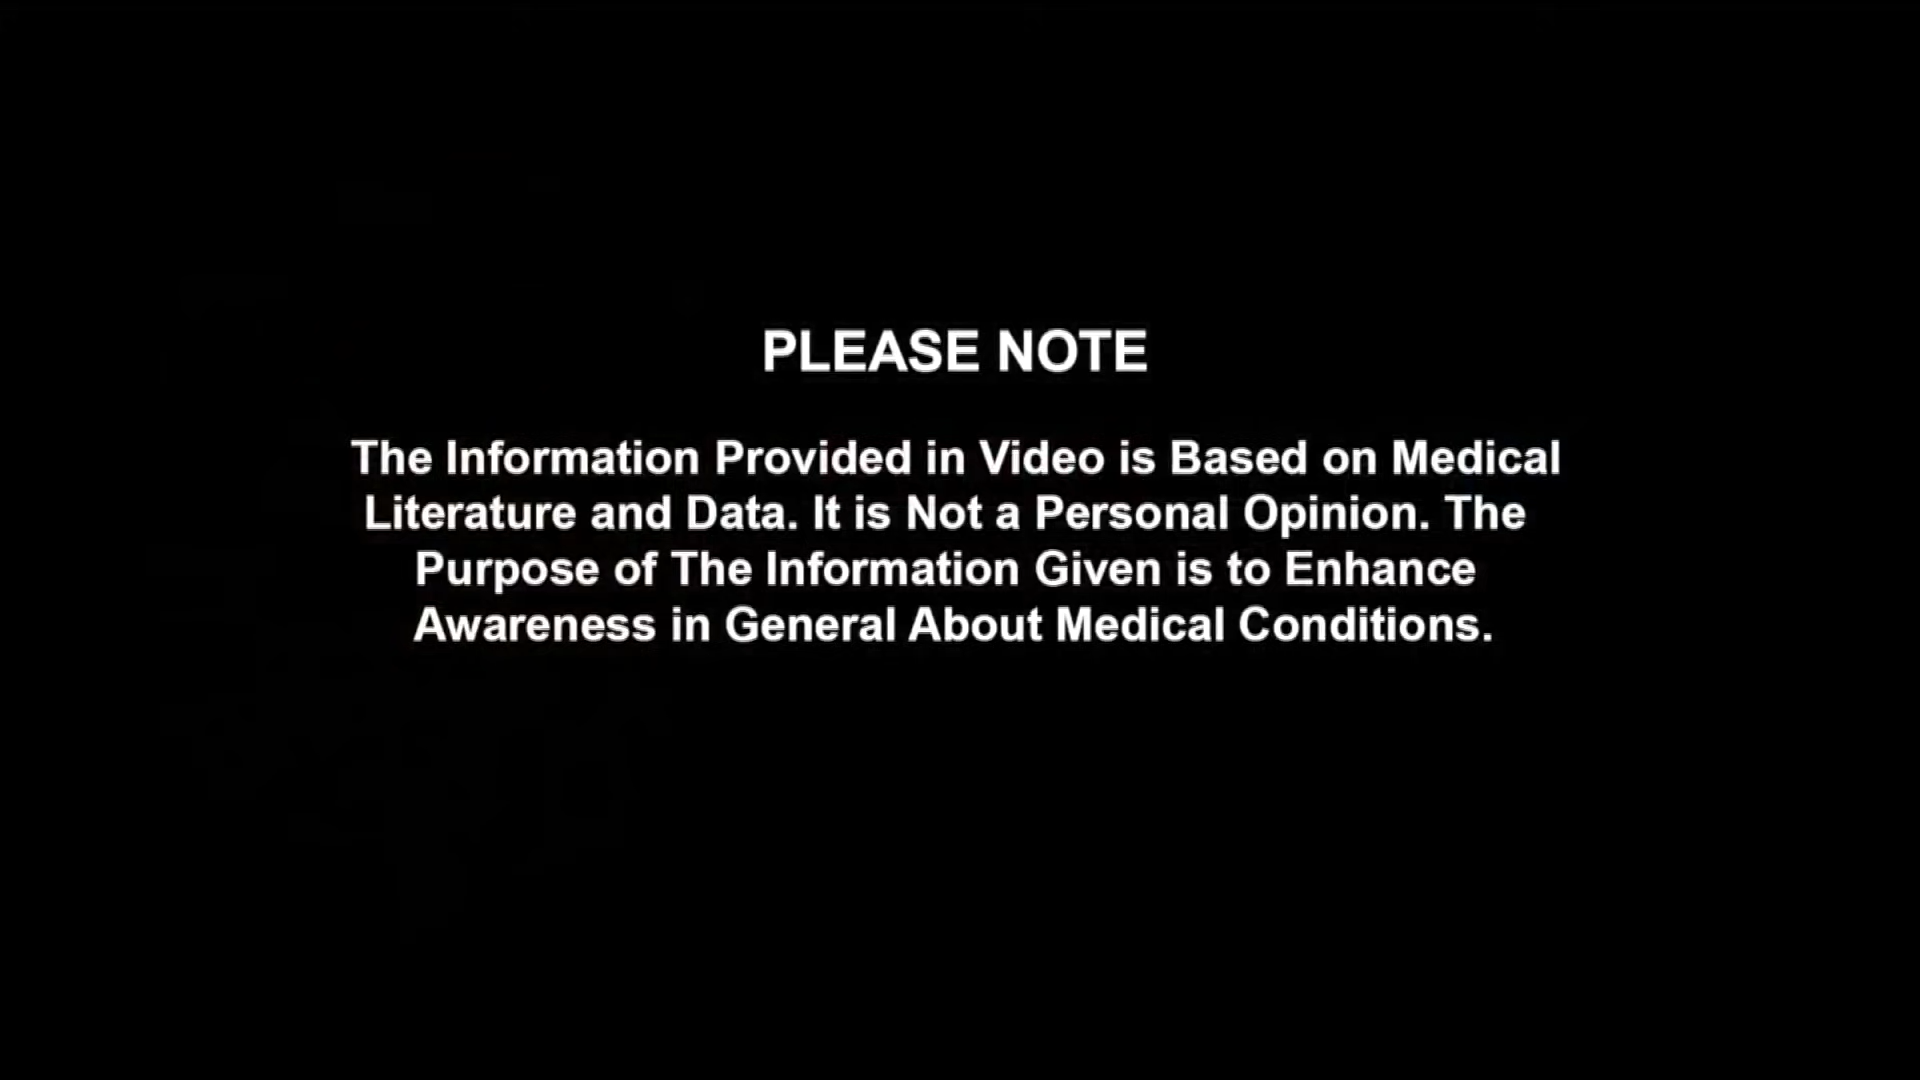 PLEASE NOTE
The Information Provided in Video is Based on Medical
Literature and Data. It is Not a Personal Opinion. The
Purpose of The Information Given is to Enhance
Awareness in General About Medical Conditions.